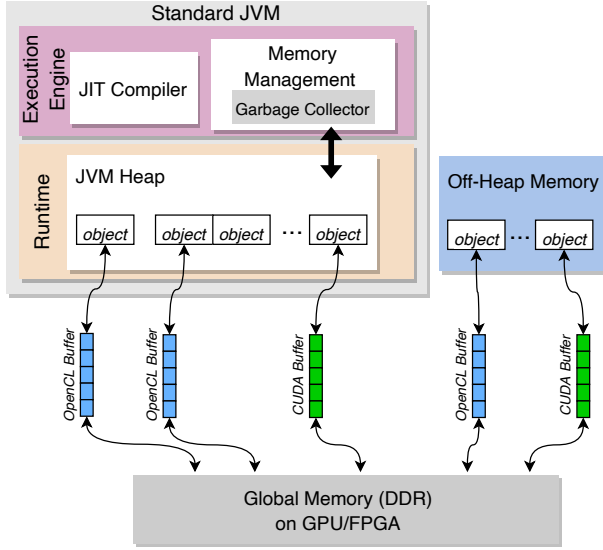 Standard JVM
Execution
Engine
JIT Compiler
Memory
Management
Garbage Collector
Runtime
JVM Heap
object
object
object
...
object
Off-Heap Memory
object
...
object
OpenCL Buffer
OpenCL Buffer
CUDA Buffer
OpenCL Buffer
CUDA Buffer
Global Memory (DDR)
on GPU/FPGA